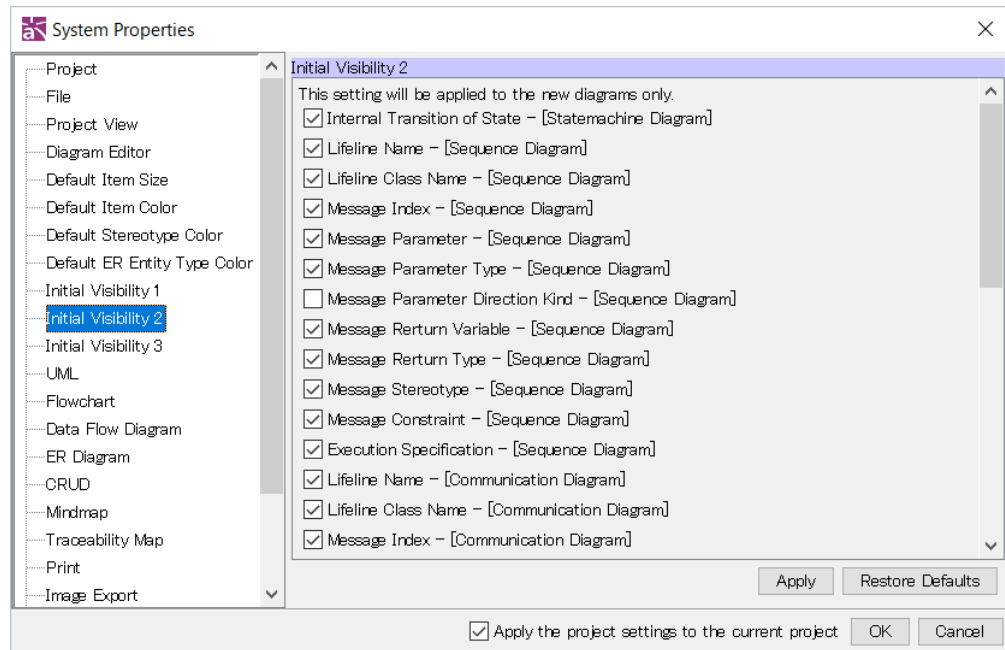 System Properties
Project
File
Project View
Diagram Editor
Default Item Size
Default Item Color
Default Stereotype Color
Default ER Entity Type Color
Initial Visibility 1
Initial Visibility 2
Initial Visibility 3
UML
Flowchart
Data Flow Diagram
ER Diagram
CRUD
Mindmap
Traceability Map
Print
Image Export
Initial Visibility 2
This setting will be applied to the new diagrams only.
Internal Transition of State - [Statemachine Diagram]
Lifeline Name - [Sequence Diagram]
Lifeline Class Name - [Sequence Diagram]
Message Index - [Sequence Diagram]
Message Parameter - [Sequence Diagram]
Message Parameter Type - [Sequence Diagram]
Message Parameter Direction Kind - [Sequence Diagram]
Message Rerturn Variable - [Sequence Diagram]
Message Rerturn Type - [Sequence Diagram]
Message Stereotype - [Sequence Diagram]
Message Constraint - [Sequence Diagram]
Execution Specification - [Sequence Diagram]
Lifeline Name - [Communication Diagram]
Lifeline Class Name - [Communication Diagram]
Message Index - [Communication Diagram]
Apply Restore Defaults
Apply the project settings to the current project OK Cancel